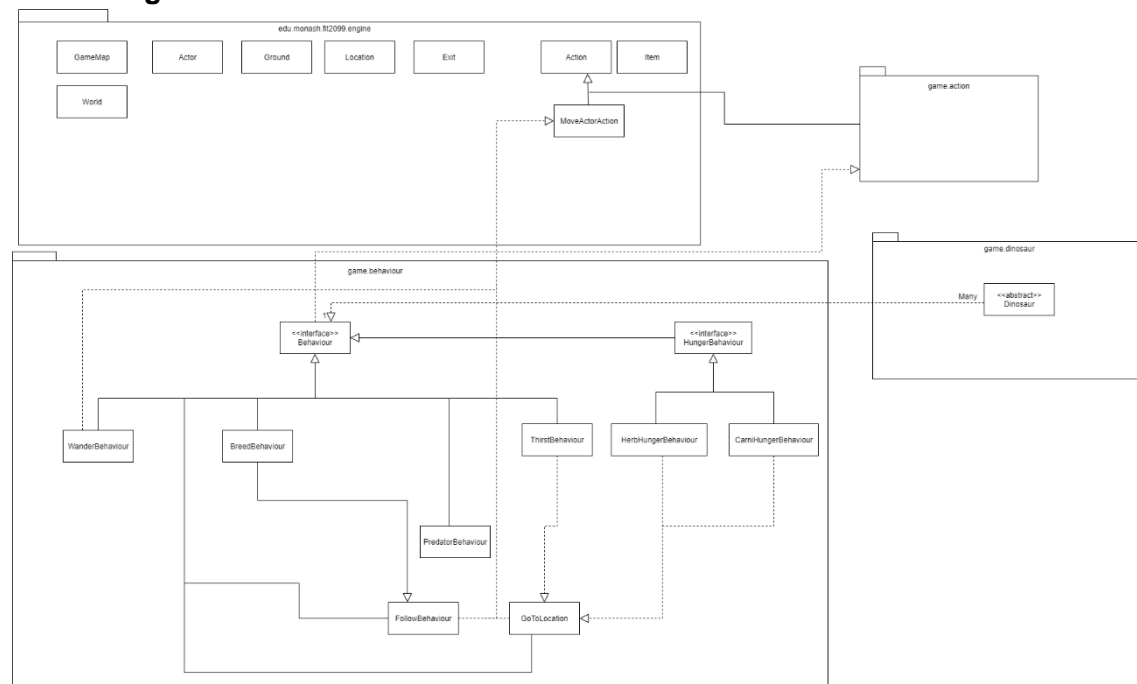 edu.monash.fit2099.engine
GameMap
Actor
Ground
Location
Exit
Action
Item
World
MoveActorAction
game.action
game.behaviour
game.dinosaur
Many
<<abstract>>
Dinosaur
1
<<interface>>
Behaviour
<<interface>>
HungerBehaviour
WanderBehaviour
BreedBehaviour
ThirstBehaviour
HerbHungerBehaviour
CarniHungerBehaviour
PredatorBehaviour
FollowBehaviour
GoToLocation